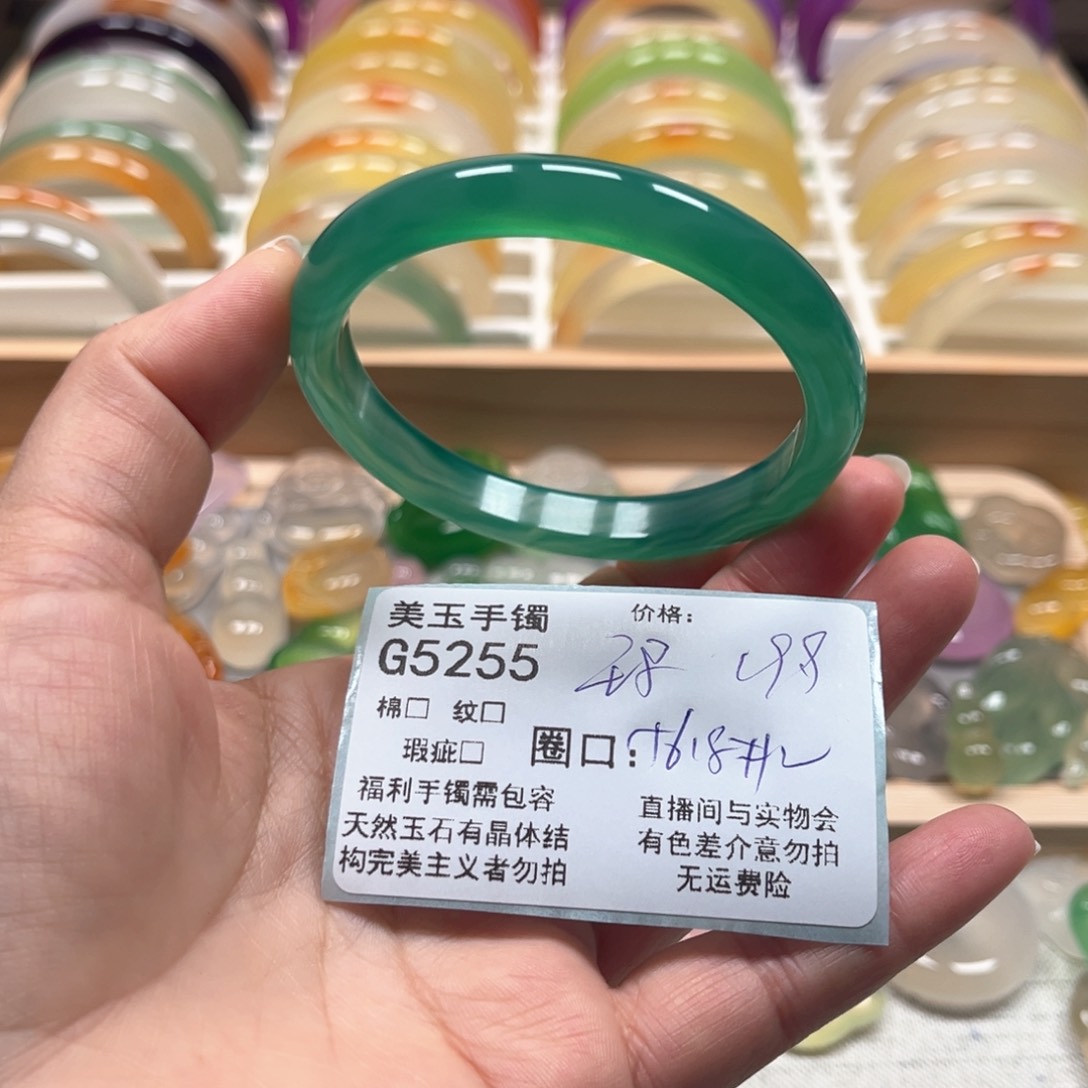 美玉手镯
价格:
G5255
棉□ 纹□
瑕疵□
圈口:
福利手镯需包容
天然玉石有晶体结
构完美主义者勿拍
直播间与实物会
有色差介意勿拍
无运费险